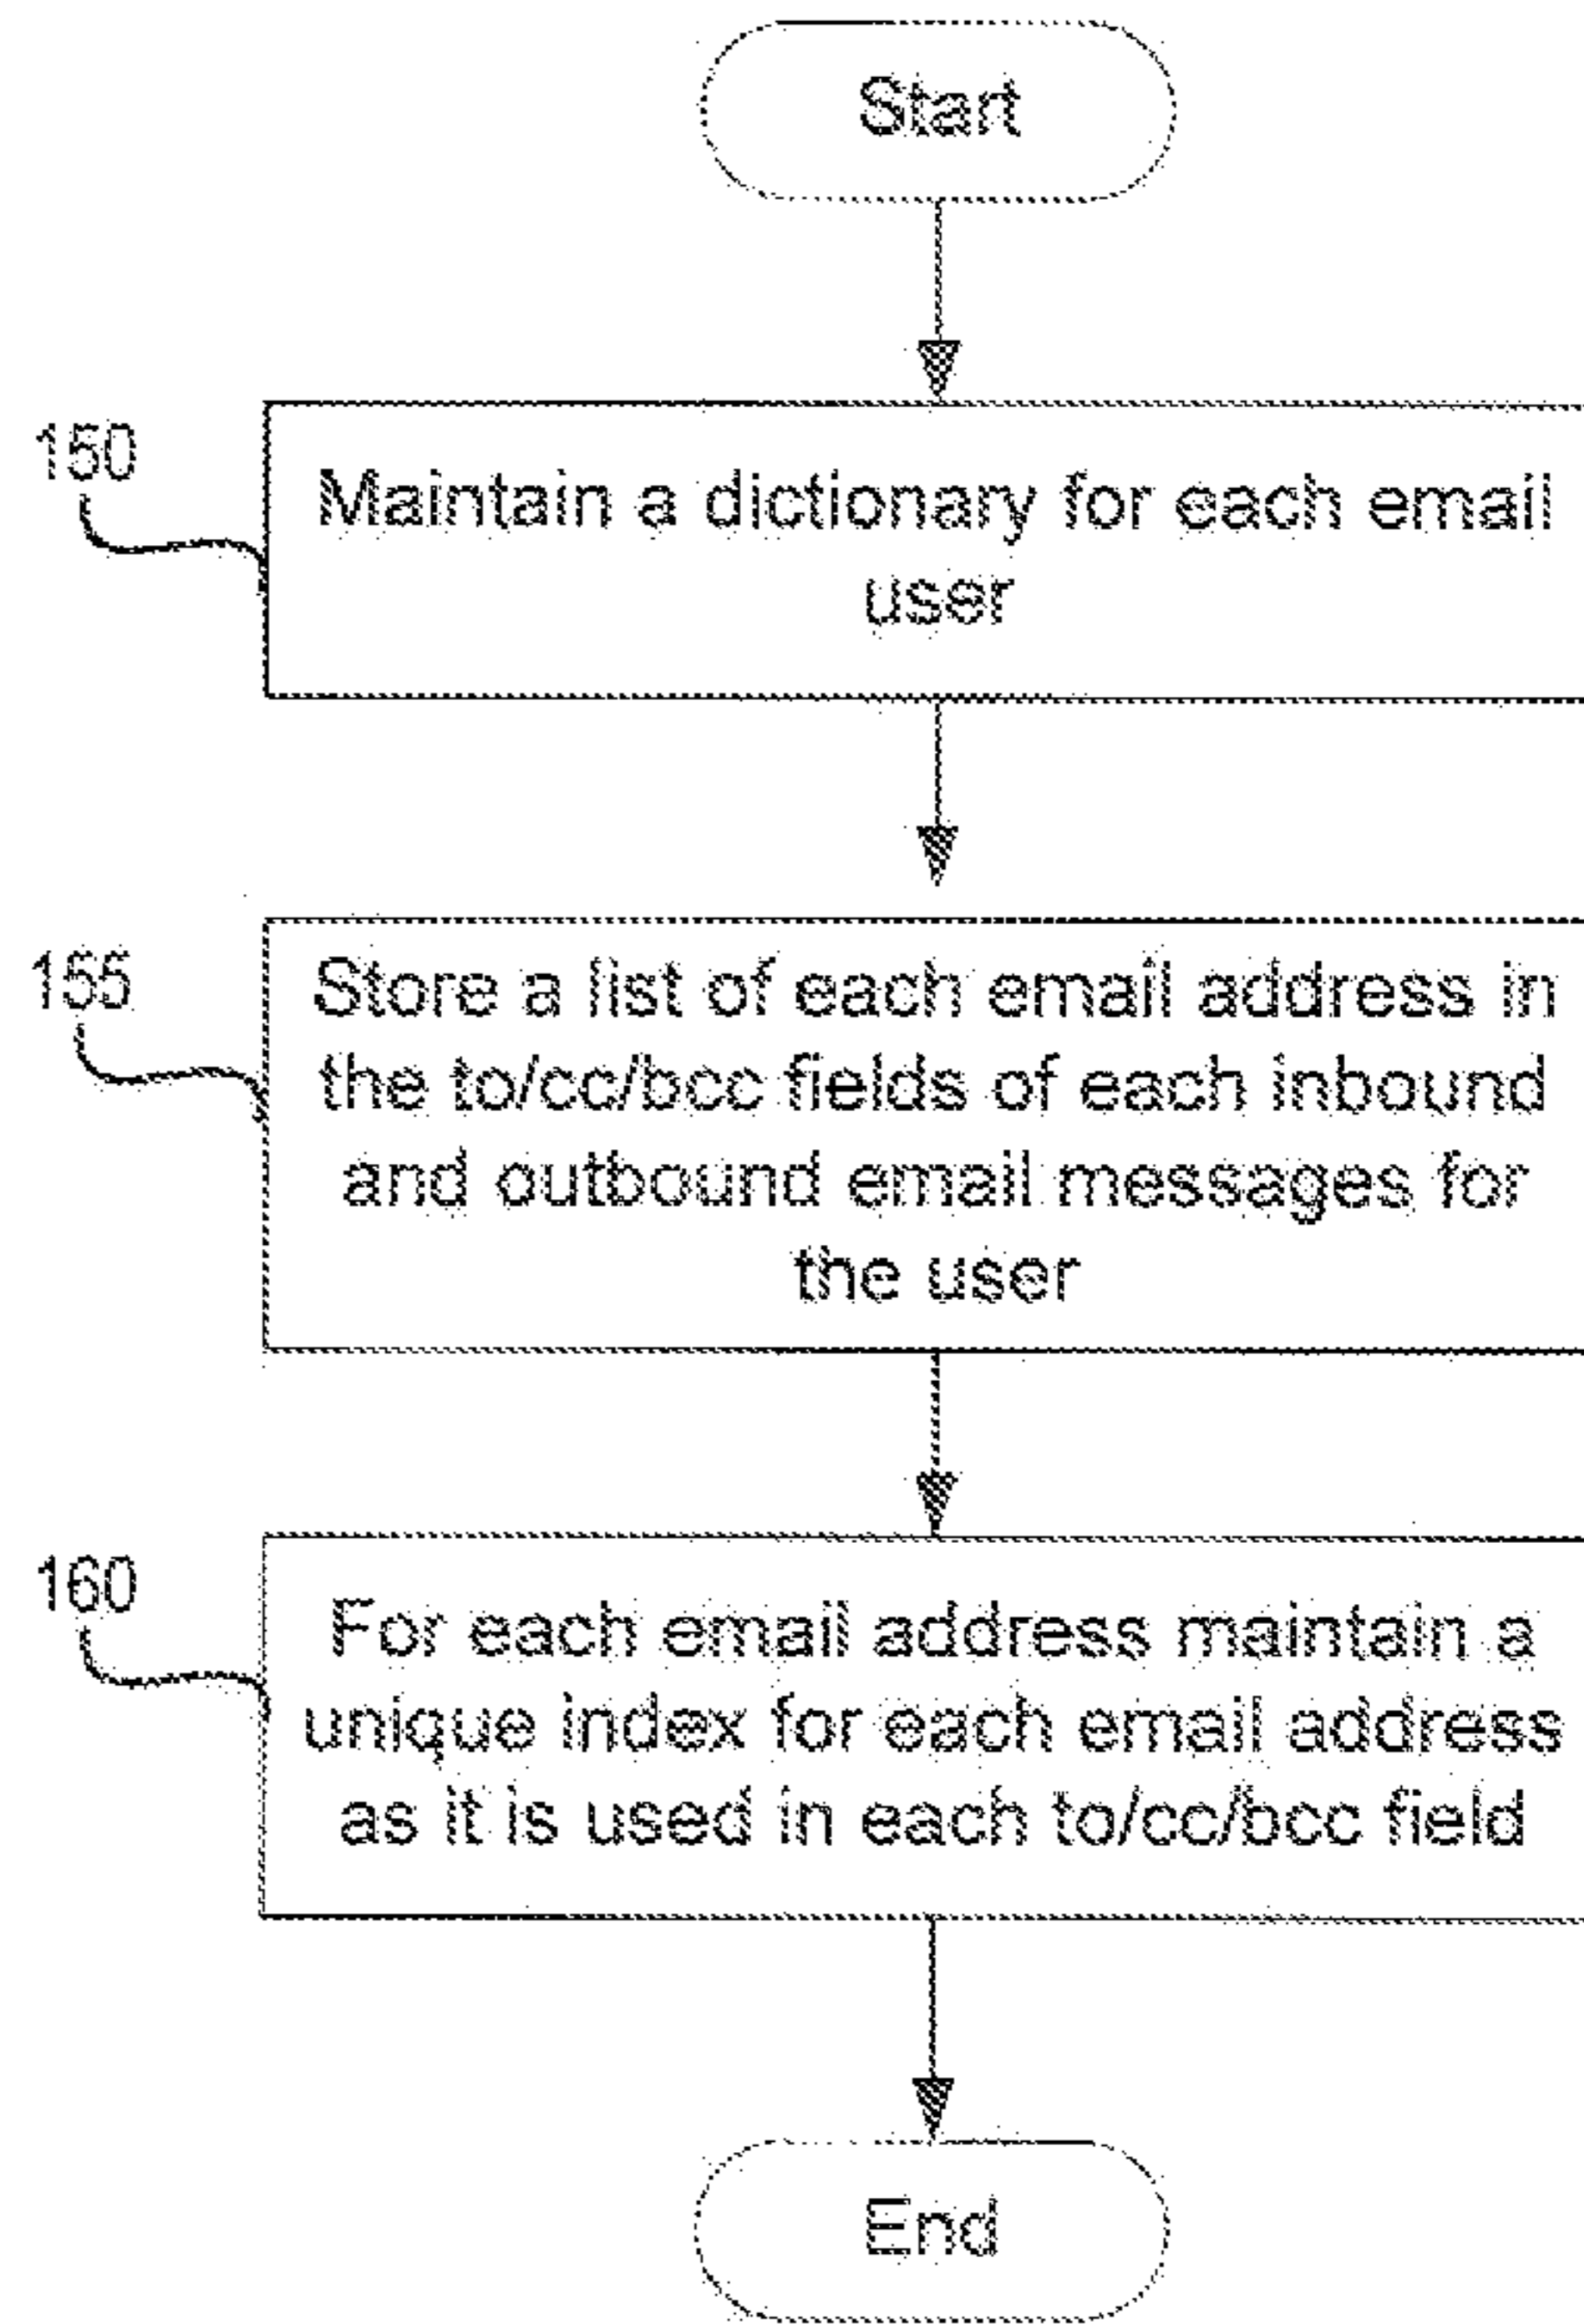 Start
150
Maintain a dictionary for each email
user
155
Store a list of each email address in
the to/cc/bcc fields of each inbound
and outbound email messages for
the user
160
For each email address maintain a
unique index for each email address
as it is used in each to/cc/bcc field
End